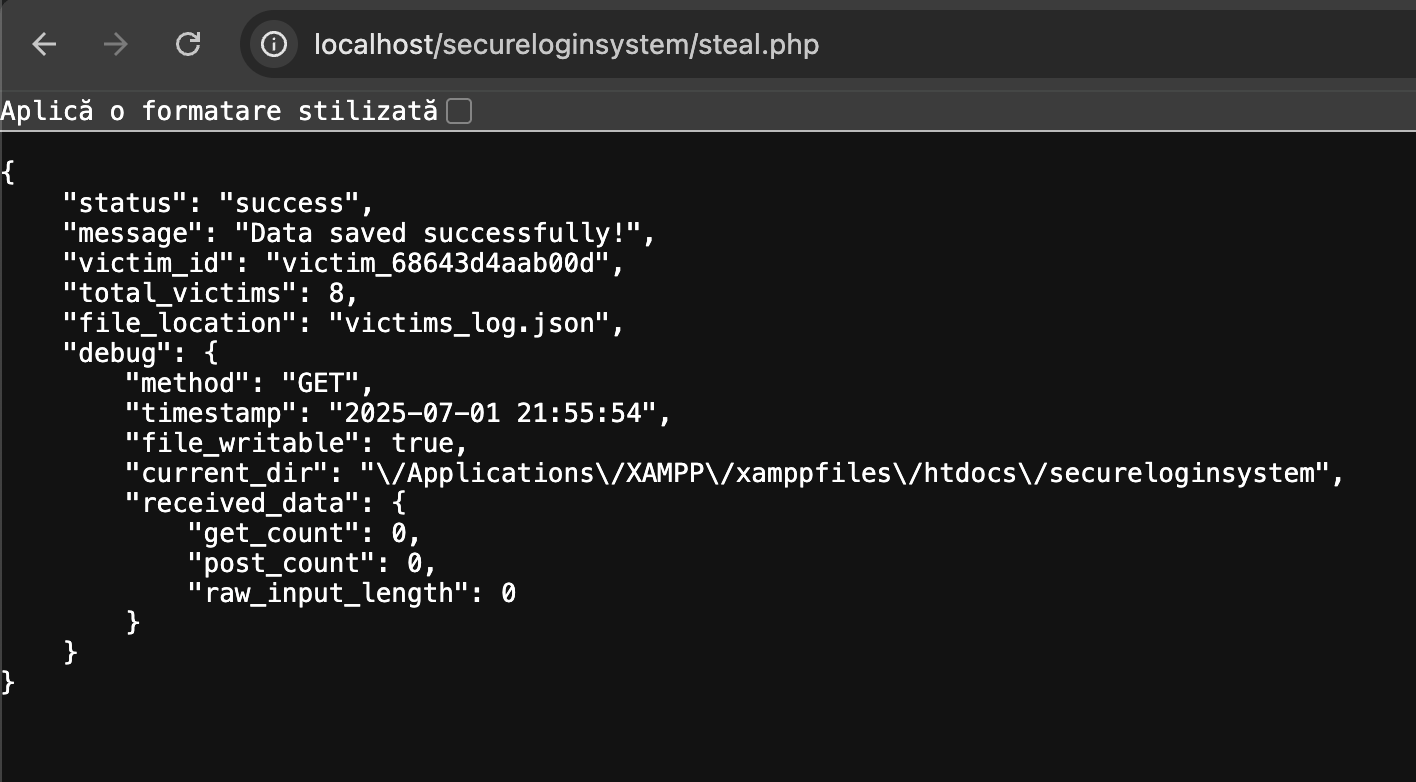 localhost/secureloginsystem/steal.php
Aplică o formatare stilizată
{
    "status": "success",
    "message": "Data saved successfully!",
    "victim_id": "victim_68643d4aab00d",
    "total_victims": 8,
    "file_location": "victims_log.json",
    "debug": {
        "method": "GET",
        "timestamp": "2025-07-01 21:55:54",
        "file_writable": true,
        "current_dir": "\/Applications\/XAMPP\/xamppfiles\/htdocs\/secureloginsystem",
        "received_data": {
            "get_count": 0,
            "post_count": 0,
            "raw_input_length": 0
        }
    }
}